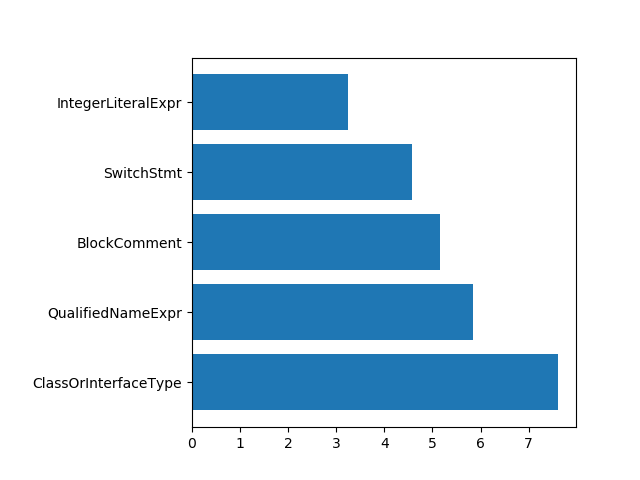 IntegerLiteralExpr
SwitchStmt
BlockComment
QualifiedNameExpr
ClassOrInterfaceType
0 1 2 3 4 5 6 7